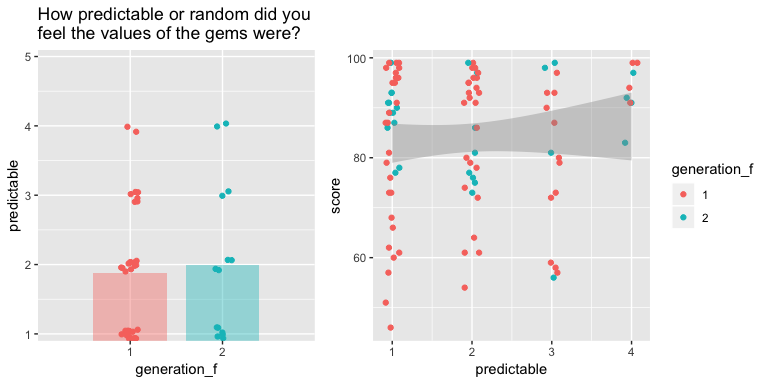 How predictable or random did you
feel the values of the gems were?
5
4
3
2
1
predictable
1
2
generation_f
100
80
60
score
1
2
3
4
predictable
generation_f
1
2